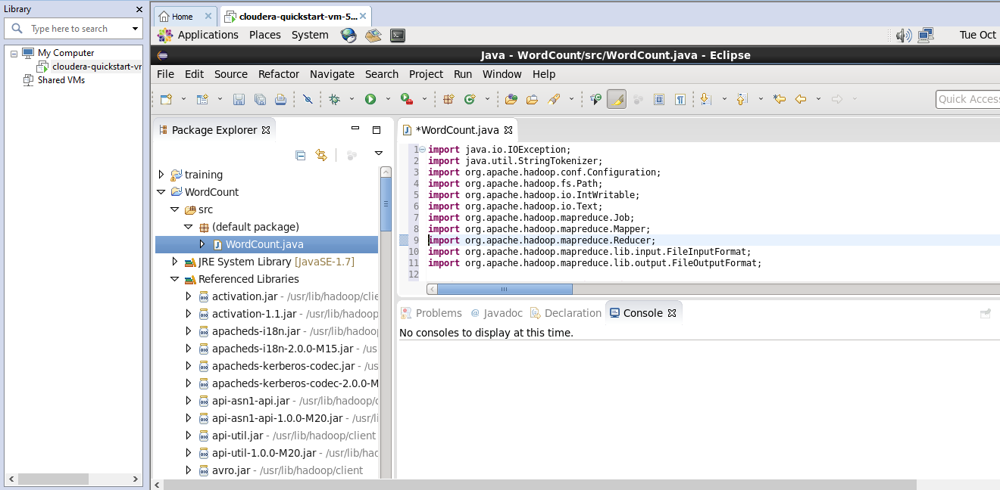 Library
Type here to search
My Computer
cloudera-quickstart-vr
Shared VMs
Home
cloudera-quickstart-vm-5...
Applications Places System
Tue Oct
Java - WordCount/src/WordCount.java - Eclipse
File Edit Source Refactor Navigate Search Project Run Window Help
Quick Access
Package Explorer
training
WordCount
src
(default package)
WordCount.java
JRE System Library [JavaSE-1.7]
Referenced Libraries
activation.jar - /usr/lib/hadoop/clie
activation-1.1.jar - /usr/lib/hadoop
apacheds-i18n.jar - /usr/lib/hadoo
apacheds-i18n-2.0.0-M15.jar - /us
apacheds-kerberos-codec.jar - /us
apacheds-kerberos-codec-2.0.0-M
api-asn1-api.jar - /usr/lib/hadoop/c
api-asn1-api-1.0.0-M20.jar - /usr/li
api-util.jar - /usr/lib/hadoop/client
api-util-1.0.0-M20.jar - /usr/lib/hac
avro.jar - /usr/lib/hadoop/client
*WordCount.java
1 import java.io.IOException;
2 import java.util.StringTokenizer;
3 import org.apache.hadoop.conf.Configuration;
4 import org.apache.hadoop.fs.Path;
5 import org.apache.hadoop.io.IntWritable;
6 import org.apache.hadoop.io.Text;
7 import org.apache.hadoop.mapreduce.Job;
8 import org.apache.hadoop.mapreduce.Mapper;
9 import org.apache.hadoop.mapreduce.Reducer;
10 import org.apache.hadoop.mapreduce.lib.input.FileInputFormat;
11 import org.apache.hadoop.mapreduce.lib.output.FileOutputFormat;
12
Problems @ Javadoc Declaration Console
No consoles to display at this time.